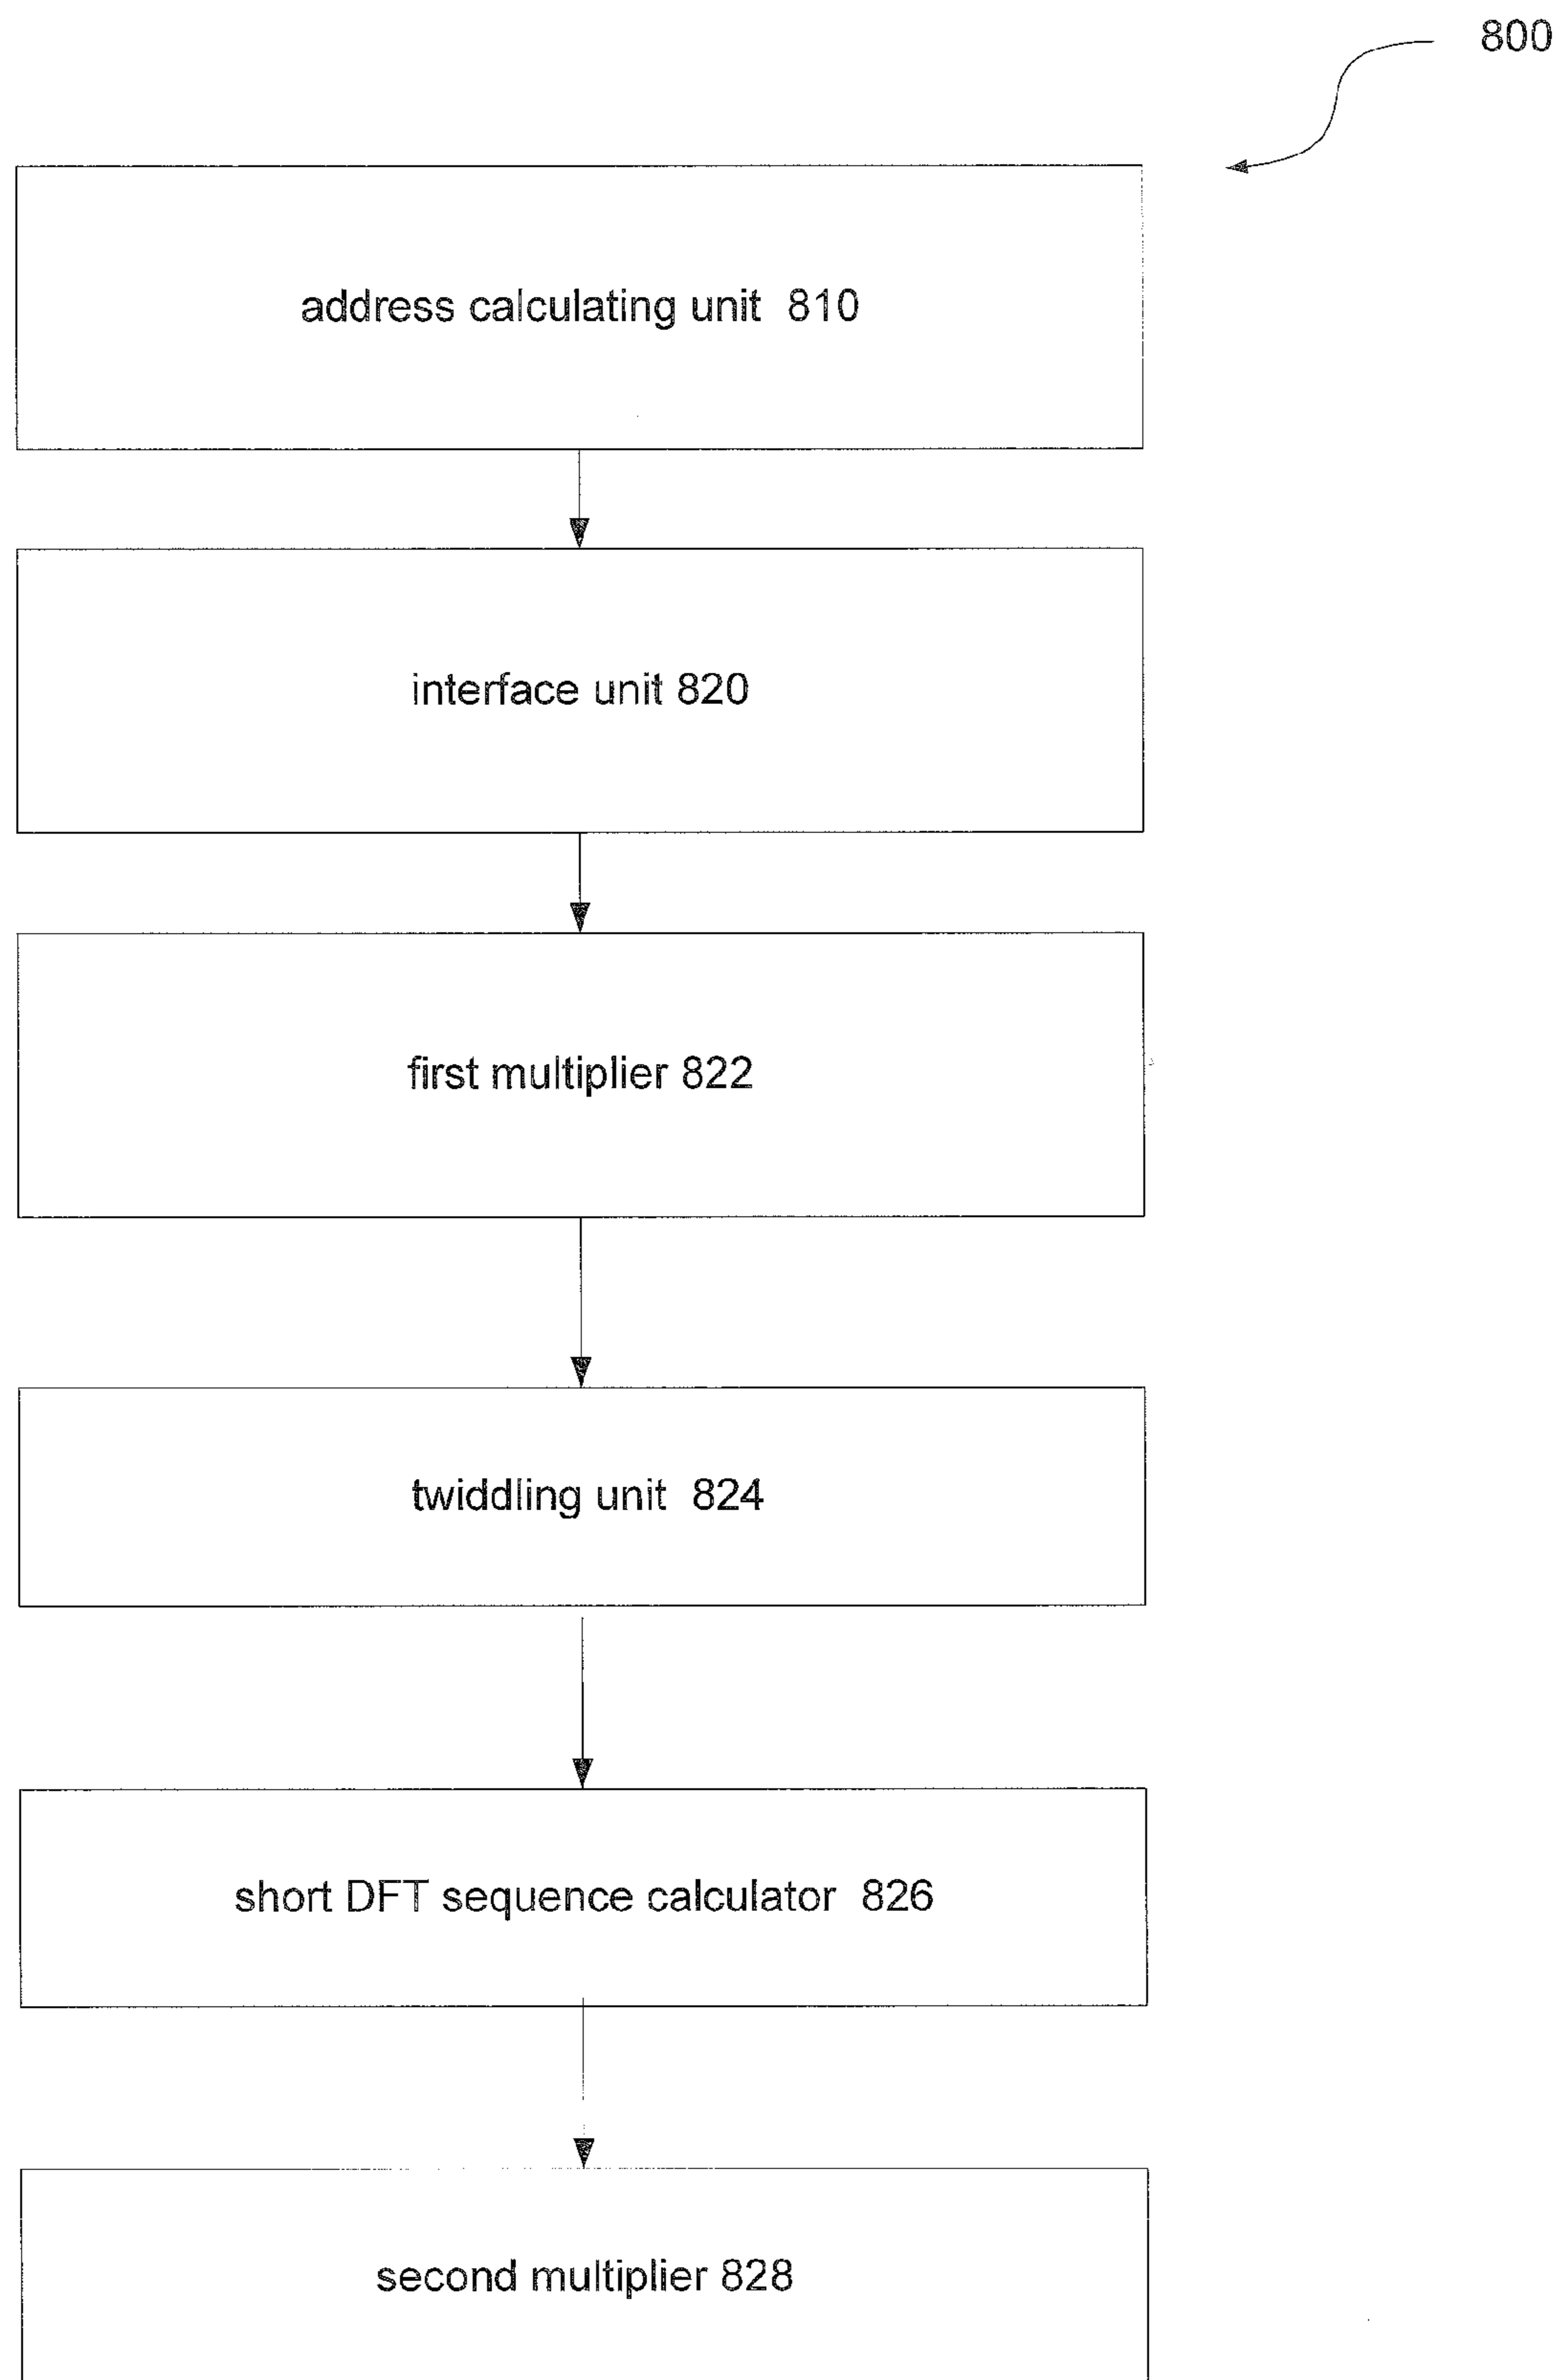 800
address calculating unit 810
interface unit 820
first multiplier 822
twiddling unit 824
short DFT sequence calculator 826
second multiplier 828